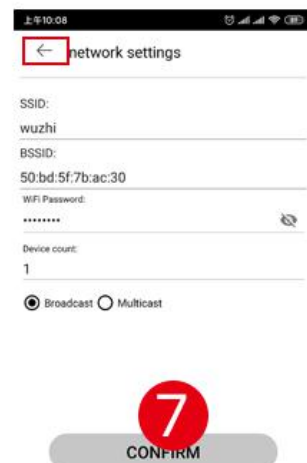 上午10:08
network settings
SSID:
wuzhi
BSSID:
50:bd:5f:7b:ac:30
WiFi Password:
••••••••
Device count:
1
Broadcast Multicast
7
CONFIRM